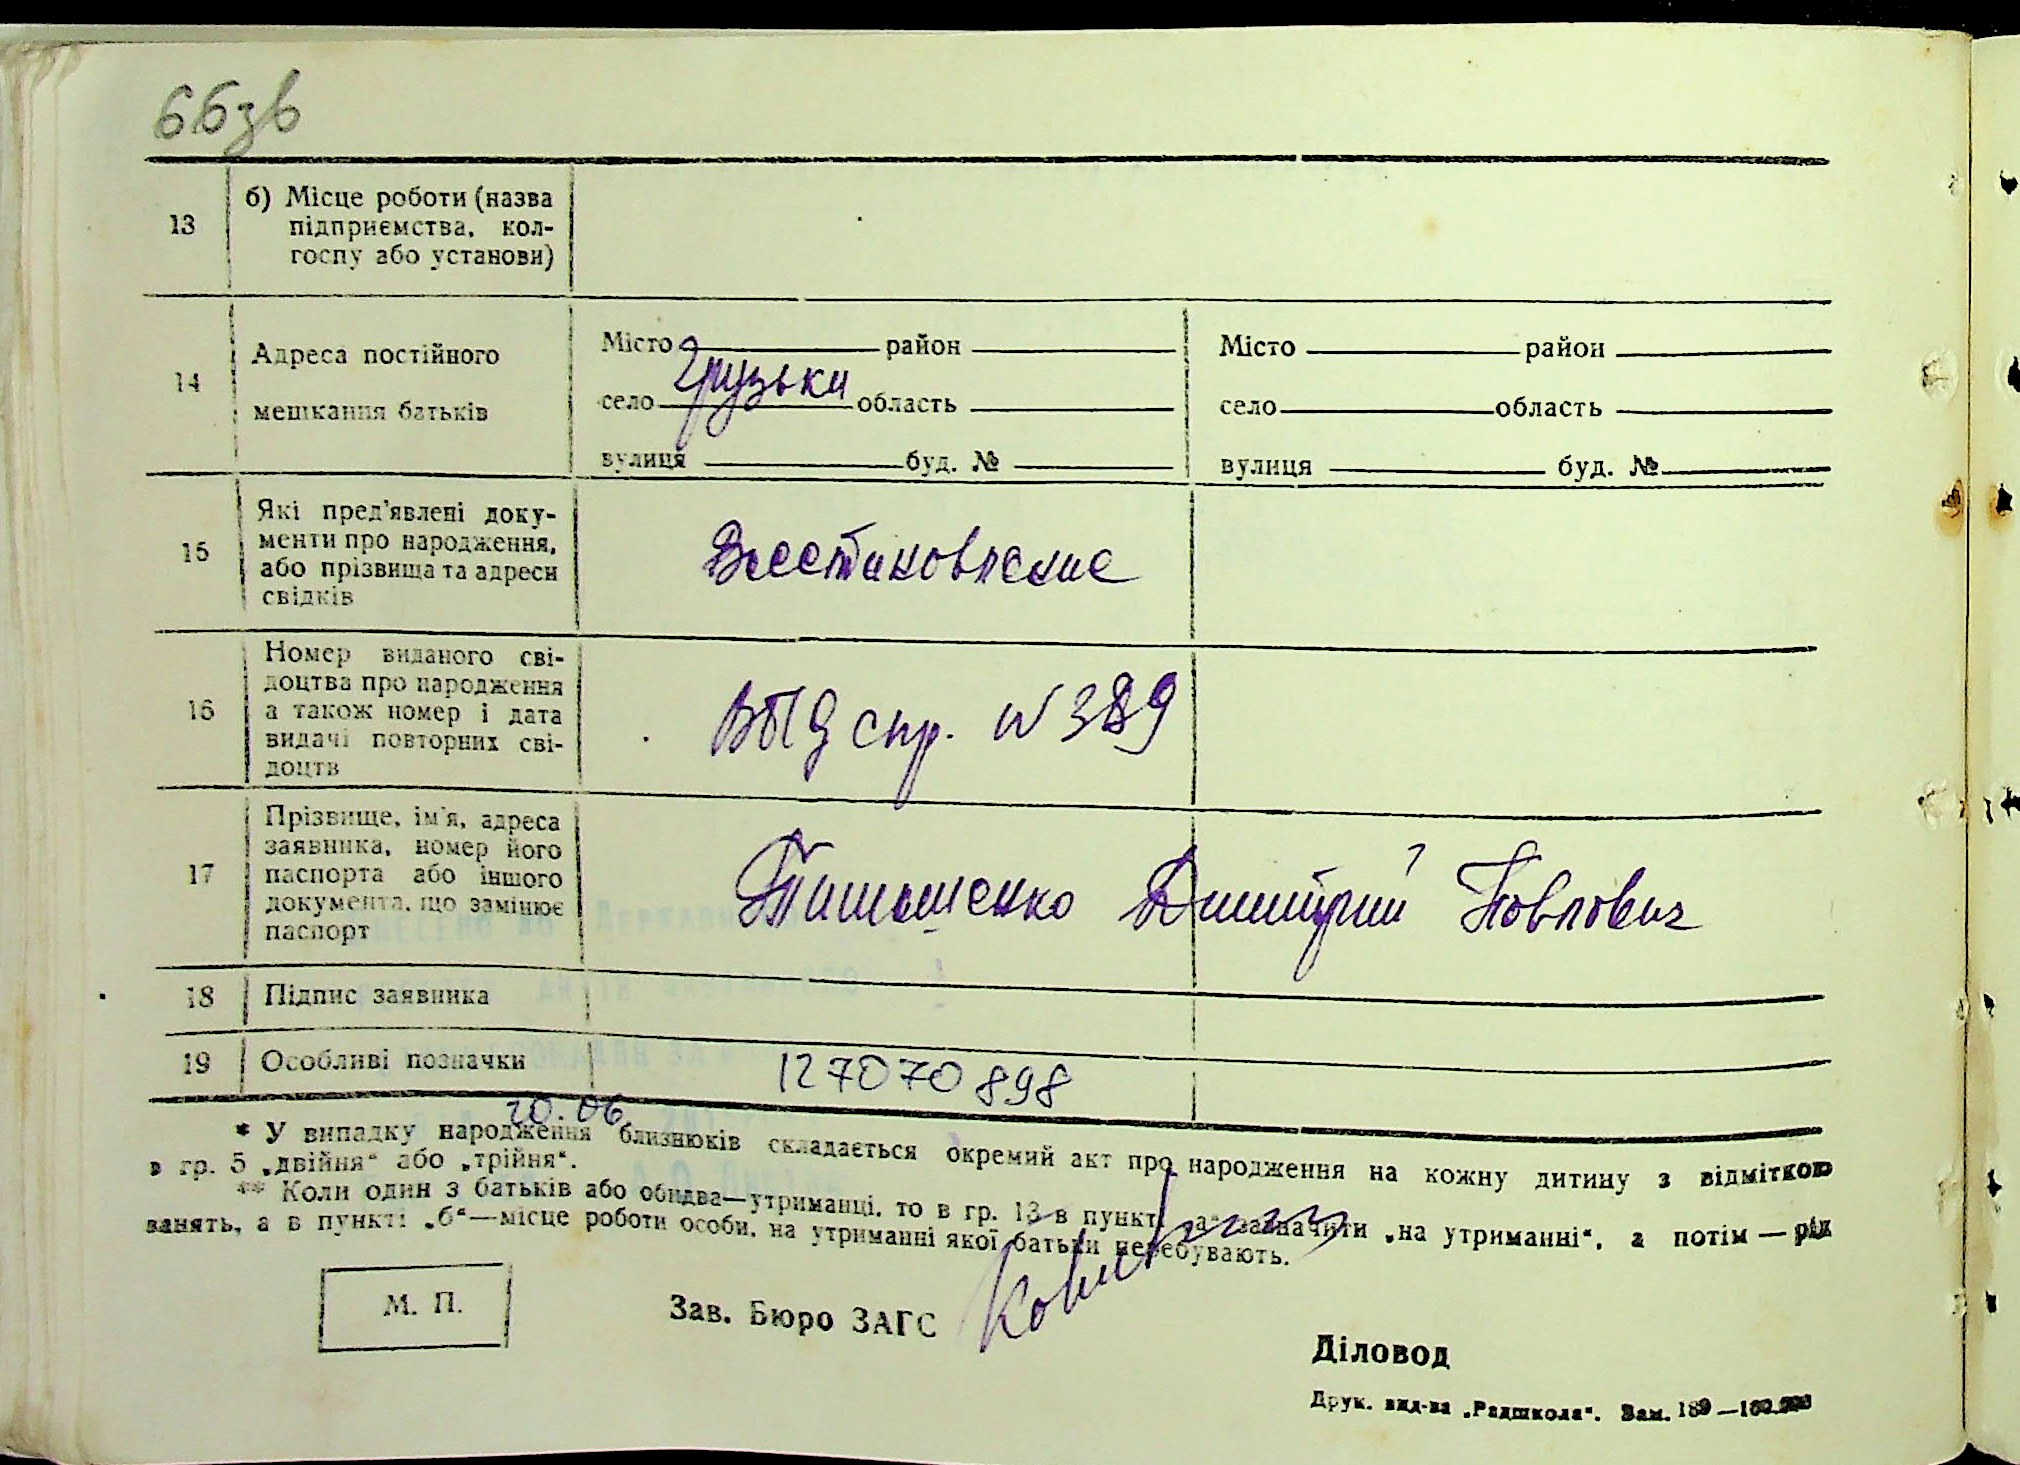 66зв
13
б) Місце роботи (назва
підприємства, кол-
госпу або установи)
14
Адреса постійного
мешкання батьків
Місто район
село Грузьки область
вулиця буд. №
Місто район
село область
вулиця буд. №
15
Які пред'явлені доку-
менти про народження,
або прізвища та адреси
свідків
Восстановление
16
Номер виданого сві-
доцтва про народження
а також номер і дата
видачі повторних сві-
доцтв
спр. N 389
17
Прізвище, ім'я, адреса
заявника, номер його
паспорта або іншого
документа, що замінює
паспорт
Тимошенко Дмитрий Павлович
18
Підпис заявника
19
Особливі позначки
127070898
20.06
* У випадку народження близнюків складається окремий акт про народження на кожну дитину з відміткою
в гр. 5 „двійня“ або „трійня“.
** Коли один з батьків або обидва—утриманці, то в гр. 13 в пункті „а“ зазначити „на утриманні“, а потім — рід
занять, а в пункті „б“—місце роботи особи, на утриманні якої батьки перебувають.
М. П.
Зав. Бюро ЗАГС
Діловод
Друк. вид-ва „Радшкола“. Зам. 189